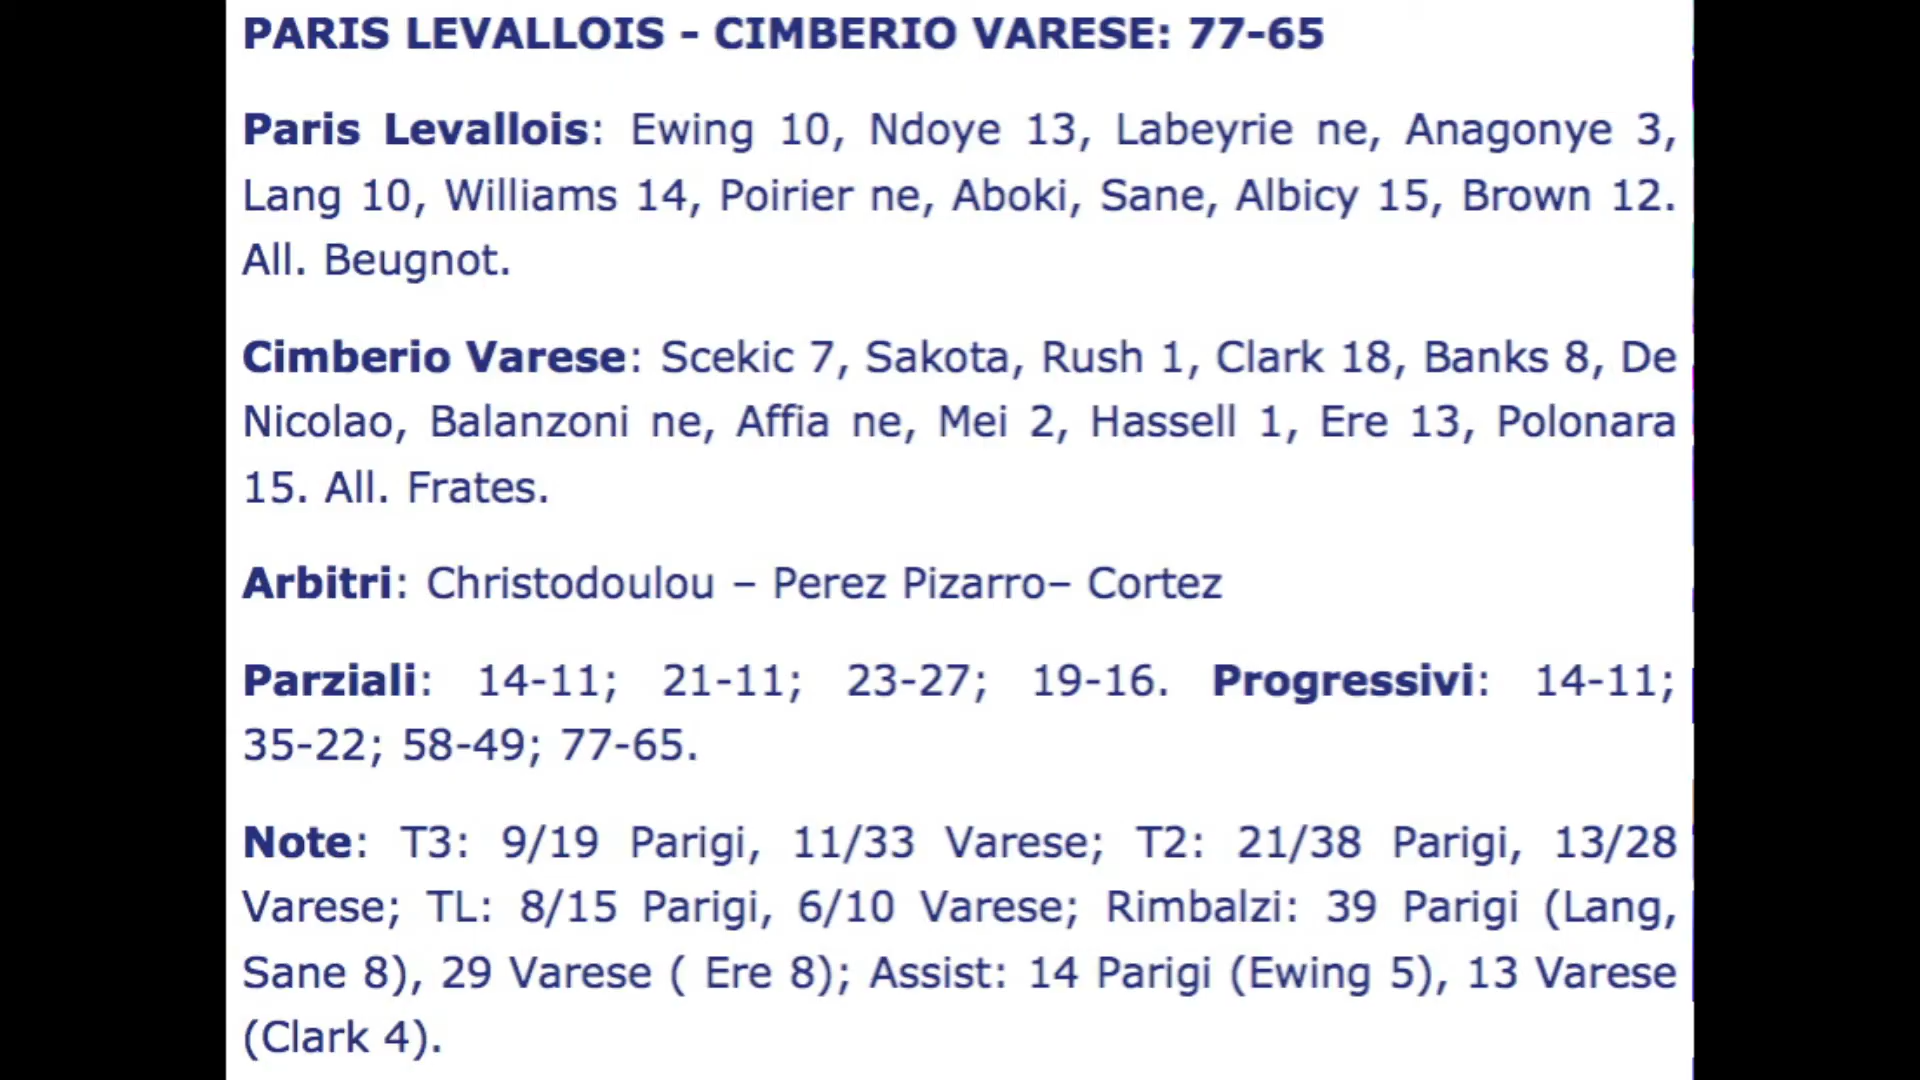 PARIS LEVALLOIS - CIMBERIO VARESE: 77-65
Paris Levallois: Ewing 10, Ndoye 13, Labeyrie ne, Anagonye 3,
Lang 10, Williams 14, Poirier ne, Aboki, Sane, Albicy 15, Brown 12.
All. Beugnot.
Cimberio Varese: Scekic 7, Sakota, Rush 1, Clark 18, Banks 8, De
Nicolao, Balanzoni ne, Affia ne, Mei 2, Hassell 1, Ere 13, Polonara
15. All. Frates.
Arbitri: Christodoulou – Perez Pizarro– Cortez
Parziali: 14-11; 21-11; 23-27; 19-16. Progressivi: 14-11;
35-22; 58-49; 77-65.
Note: T3: 9/19 Parigi, 11/33 Varese; T2: 21/38 Parigi, 13/28
Varese; TL: 8/15 Parigi, 6/10 Varese; Rimbalzi: 39 Parigi (Lang,
Sane 8), 29 Varese ( Ere 8); Assist: 14 Parigi (Ewing 5), 13 Varese
(Clark 4).